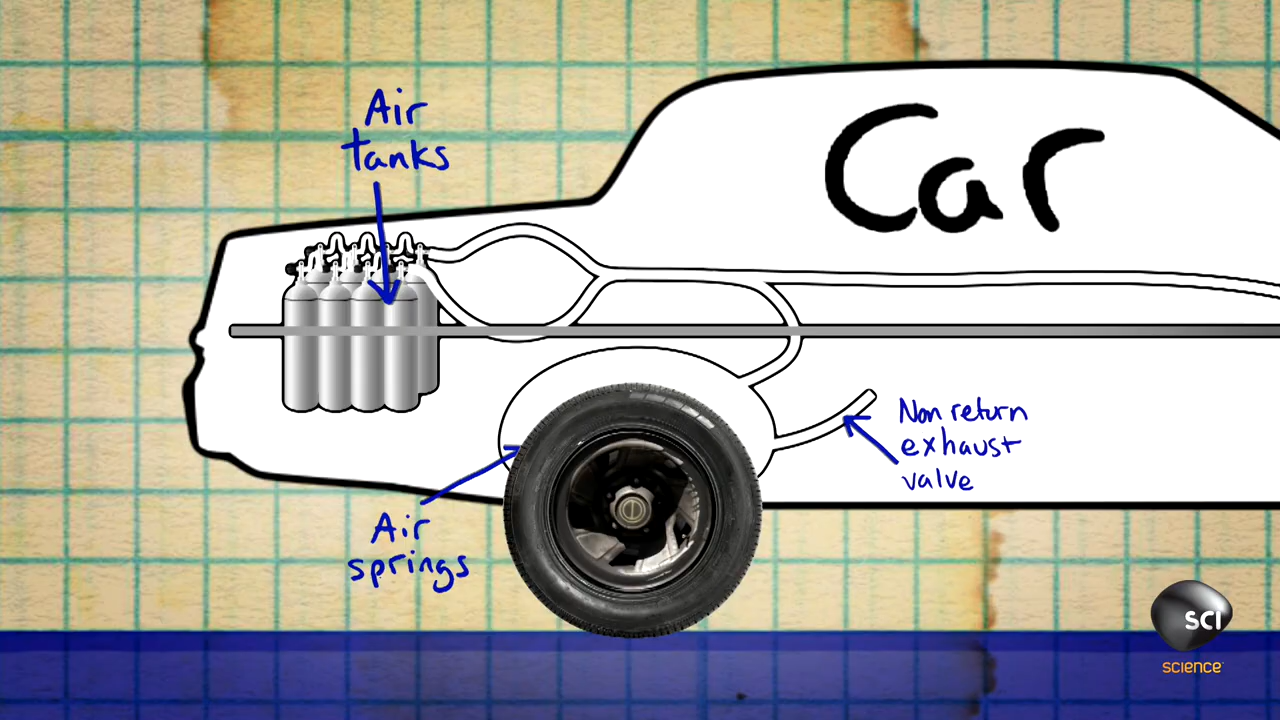 Car
Air
tanks
Non return
exhaust
valve
Air
springs
SCI
SCIENCE